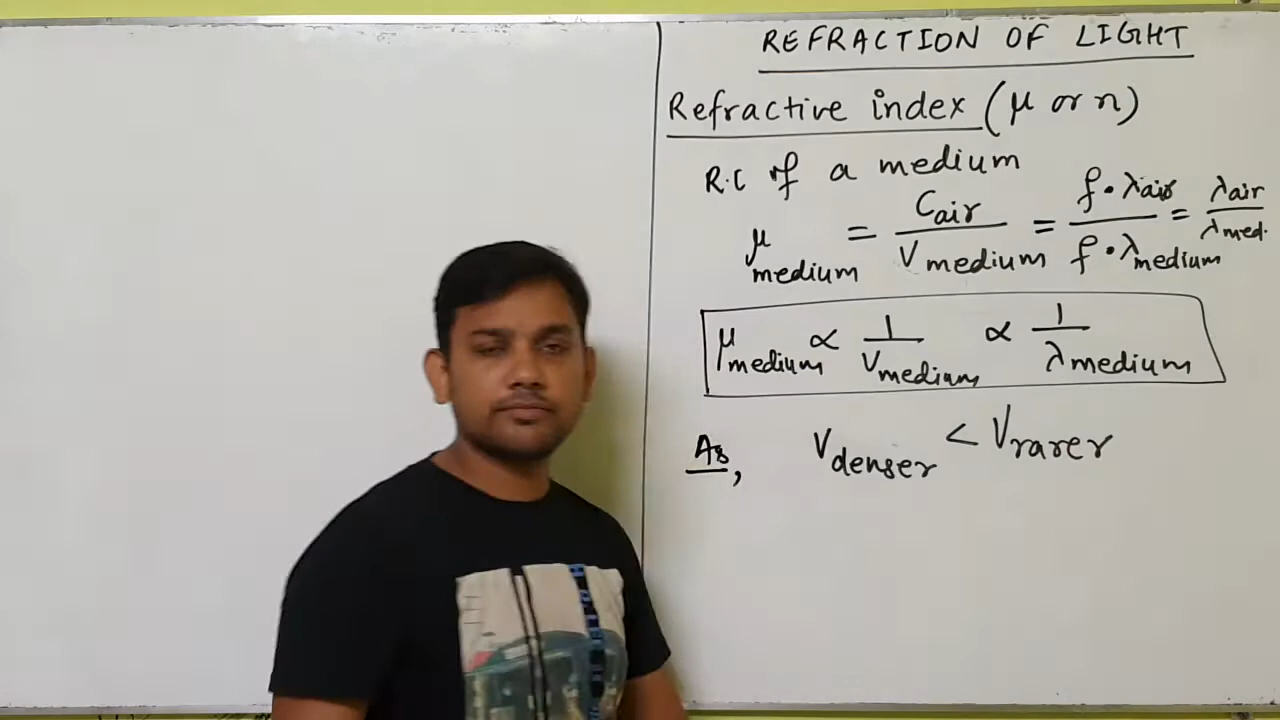 REFRACTION OF LIGHT
Refractive index (μ or n)
R.C of a medium
μ medium = Cair / Vmedium = f·λair / f·λmedium = λair / λmed.
μmedium ∝ 1 / Vmedium ∝ 1 / λmedium
As, Vdenser < Vrarer